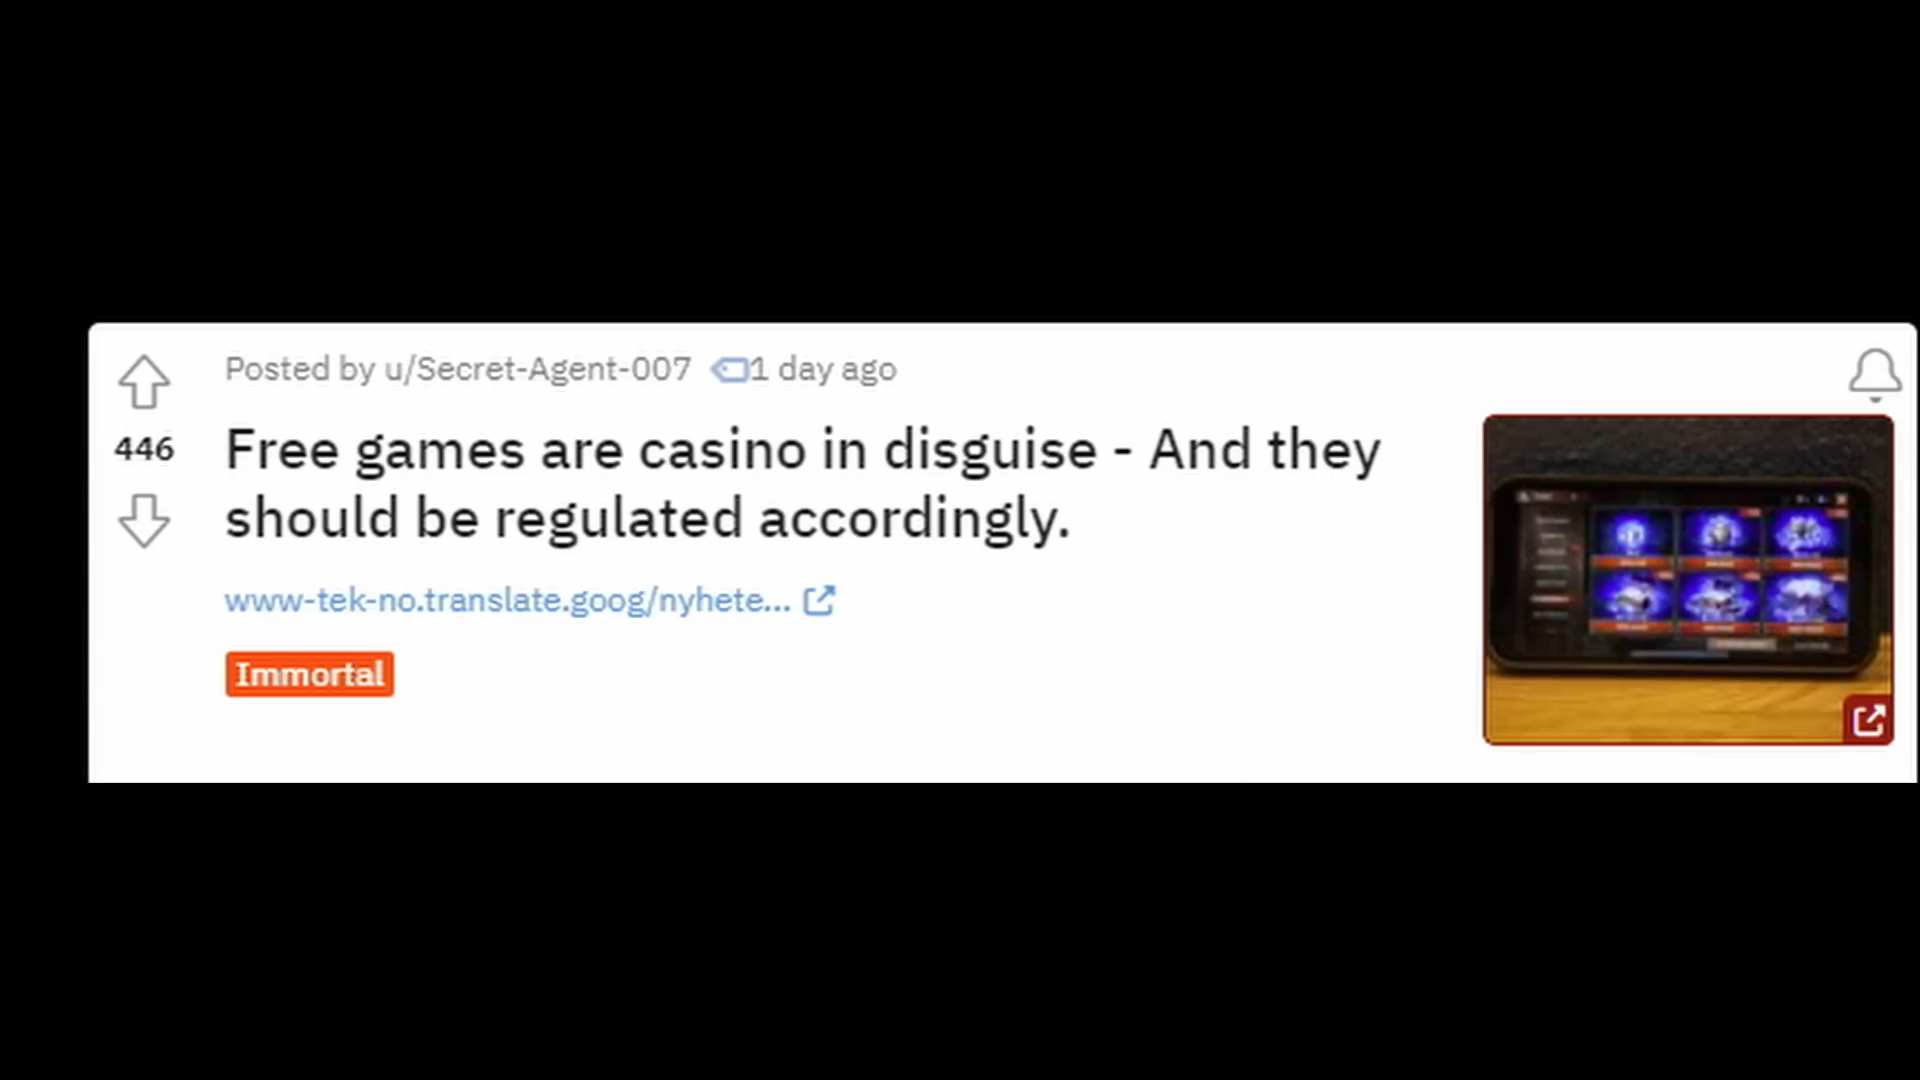 Posted by u/Secret-Agent-007 1 day ago
446
Free games are casino in disguise - And they
should be regulated accordingly.
www-tek-no.translate.goog/nyhete...
Immortal